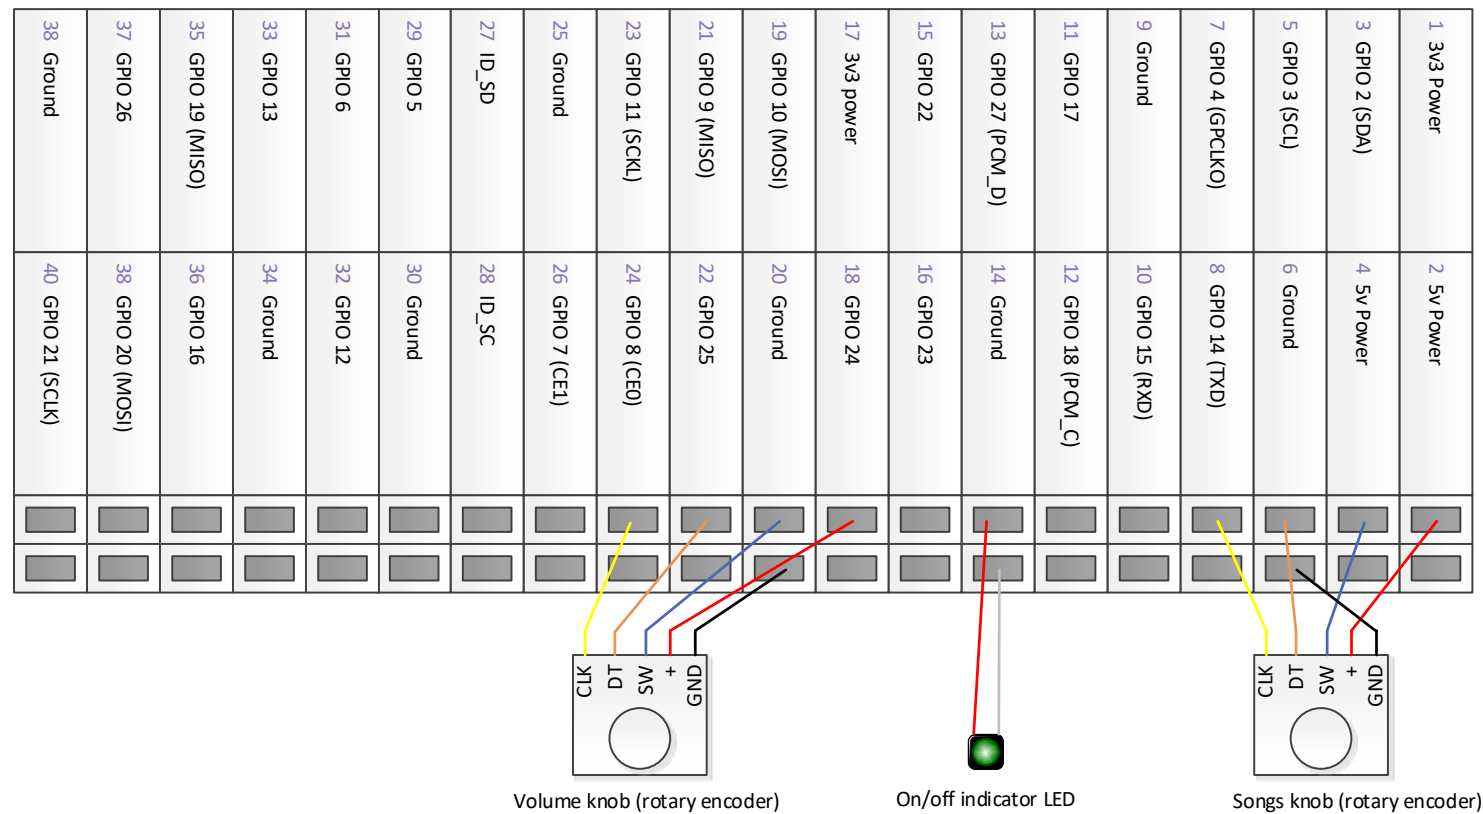 38 Ground
37 GPIO 26
35 GPIO 19 (MISO)
33 GPIO 13
31 GPIO 6
29 GPIO 5
27 ID_SD
25 Ground
23 GPIO 11 (SCKL)
21 GPIO 9 (MISO)
19 GPIO 10 (MOSI)
17 3v3 power
15 GPIO 22
13 GPIO 27 (PCM_D)
11 GPIO 17
9 Ground
7 GPIO 4 (GPCLKO)
5 GPIO 3 (SCL)
3 GPIO 2 (SDA)
1 3v3 Power
40 GPIO 21 (SCLK)
38 GPIO 20 (MOSI)
36 GPIO 16
34 Ground
32 GPIO 12
30 Ground
28 ID_SC
26 GPIO 7 (CE1)
24 GPIO 8 (CE0)
22 GPIO 25
20 Ground
18 GPIO 24
16 GPIO 23
14 Ground
12 GPIO 18 (PCM_C)
10 GPIO 15 (RXD)
8 GPIO 14 (TXD)
6 Ground
4 5v Power
2 5v Power
CLK
DT
SW
+
GND
CLK
DT
SW
+
GND
Volume knob (rotary encoder)
On/off indicator LED
Songs knob (rotary encoder)